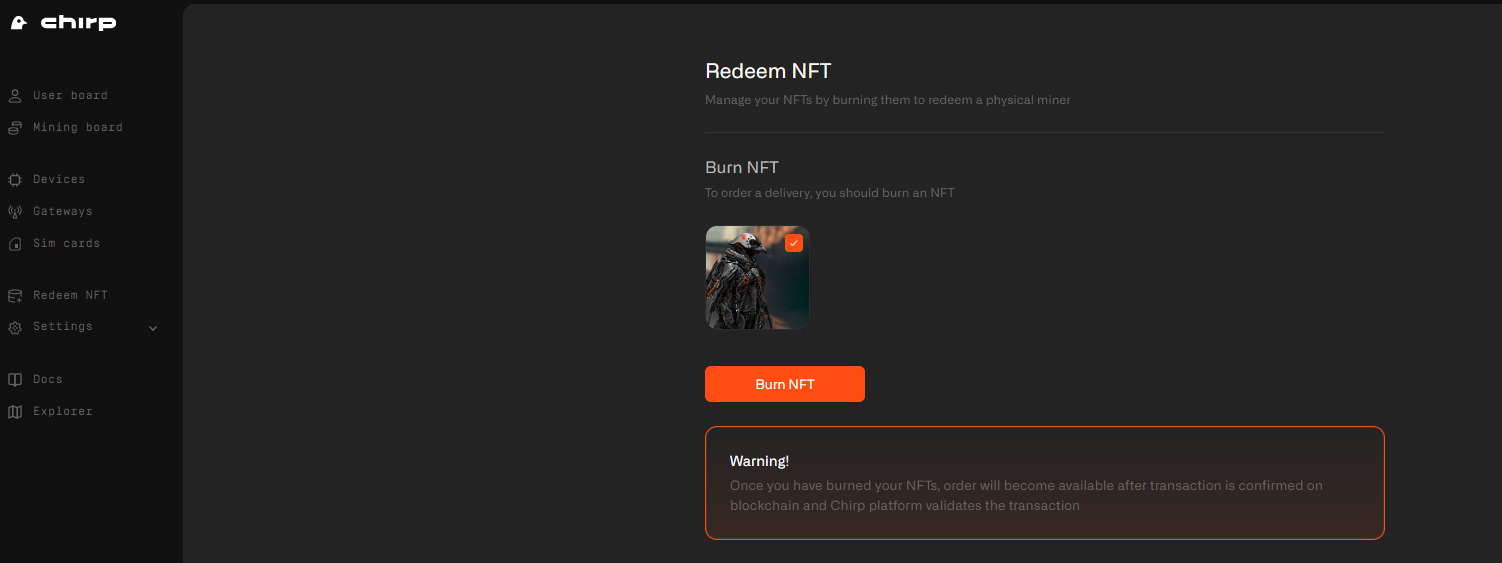 chirp
User board
Mining board
Devices
Gateways
Sim cards
Redeem NFT
Settings
Docs
Explorer
Redeem NFT
Manage your NFTs by burning them to redeem a physical miner
Burn NFT
To order a delivery, you should burn an NFT
Burn NFT
Warning!
Once you have burned your NFTs, order will become available after transaction is confirmed on
blockchain and Chirp platform validates the transaction